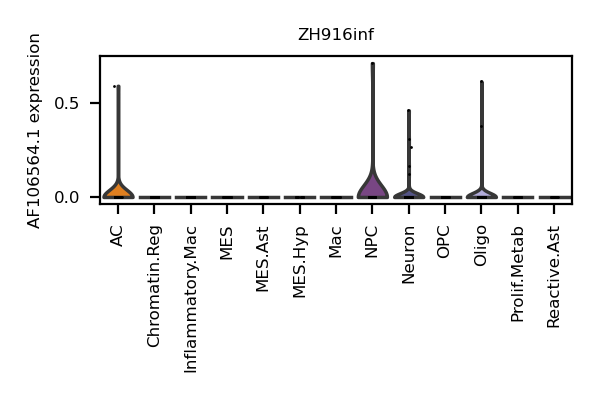 ZH916inf
AF106564.1 expression
0.5
0.0
AC
Chromatin.Reg
Inflammatory.Mac
MES
MES.Ast
MES.Hyp
Mac
NPC
Neuron
OPC
Oligo
Prolif.Metab
Reactive.Ast